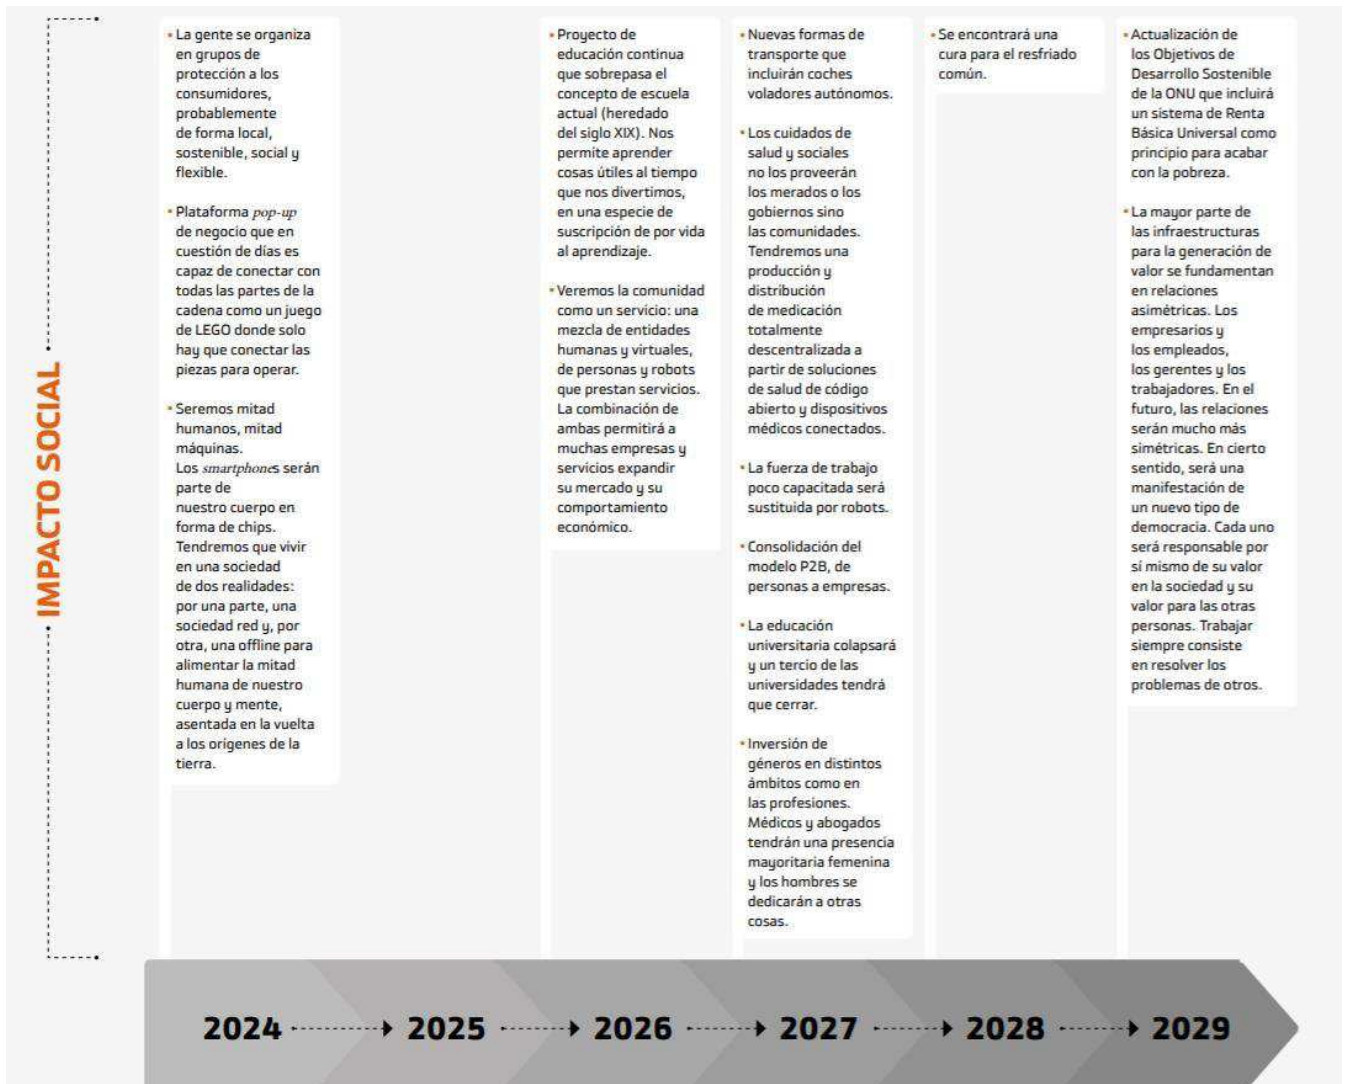 IMPACTO SOCIAL
• La gente se organiza
en grupos de
protección a los
consumidores,
probablemente
de forma local,
sostenible, social y
flexible.
• Plataforma pop-up
de negocio que en
cuestión de días es
capaz de conectar con
todas las partes de la
cadena como un juego
de LEGO donde solo
hay que conectar las
piezas para operar.
• Seremos mitad
humanos, mitad
máquinas.
Los smartphones serán
parte de
nuestro cuerpo en
forma de chips.
Tendremos que vivir
en una sociedad
de dos realidades:
por una parte, una
sociedad red y, por
otra, una offline para
alimentar la mitad
humana de nuestro
cuerpo y mente,
asentada en la vuelta
a los orígenes de la
tierra.
• Proyecto de
educación continua
que sobrepasa el
concepto de escuela
actual (heredado
del siglo XIX). Nos
permite aprender
cosas útiles al tiempo
que nos divertimos,
en una especie de
suscripción de por vida
al aprendizaje.
• Veremos la comunidad
como un servicio: una
mezcla de entidades
humanas y virtuales,
de personas y robots
que prestan servicios.
La combinación de
ambas permitirá a
muchas empresas y
servicios expandir
su mercado y su
comportamiento
económico.
• Nuevas formas de
transporte que
incluirán coches
voladores autónomos.
• Los cuidados de
salud y sociales
no los proveerán
los merados o los
gobiernos sino
las comunidades.
Tendremos una
producción y
distribución
de medicación
totalmente
descentralizada a
partir de soluciones
de salud de código
abierto y dispositivos
médicos conectados.
• La fuerza de trabajo
poco capacitada será
sustituida por robots.
• Consolidación del
modelo P2B, de
personas a empresas.
• La educación
universitaria colapsará
y un tercio de las
universidades tendrá
que cerrar.
• Inversión de
géneros en distintos
ámbitos como en
las profesiones.
Médicos y abogados
tendrán una presencia
mayoritaria femenina
y los hombres se
dedicarán a otras
cosas.
• Se encontrará una
cura para el resfriado
común.
• Actualización de
los Objetivos de
Desarrollo Sostenible
de la ONU que incluirá
un sistema de Renta
Básica Universal como
principio para acabar
con la pobreza.
• La mayor parte de
las infraestructuras
para la generación de
valor se fundamentan
en relaciones
asimétricas. Los
empresarios y
los empleados,
los gerentes y los
trabajadores. En el
futuro, las relaciones
serán mucho más
simétricas. En cierto
sentido, será una
manifestación de
un nuevo tipo de
democracia. Cada uno
será responsable por
sí mismo de su valor
en la sociedad y su
valor para las otras
personas. Trabajar
siempre consiste
en resolver los
problemas de otros.
2024 2025 2026 2027 2028 2029